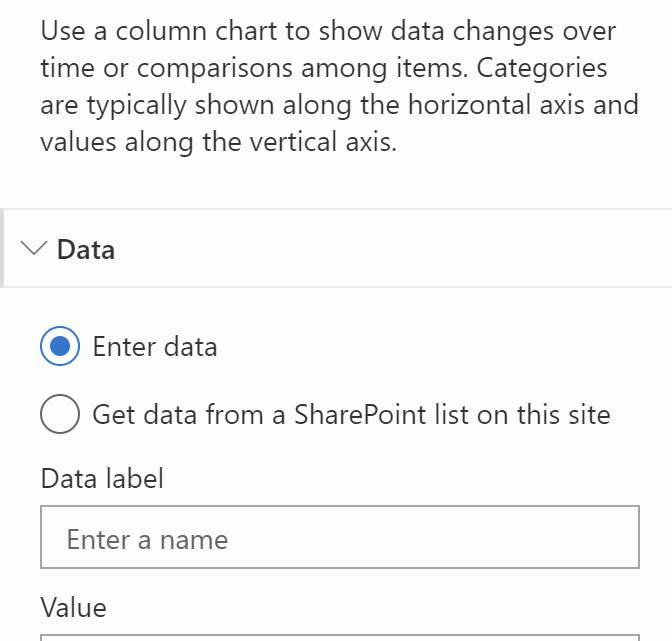 Use a column chart to show data changes over
time or comparisons among items. Categories
are typically shown along the horizontal axis and
values along the vertical axis.
Data
Enter data
Get data from a SharePoint list on this site
Data label
Enter a name
Value